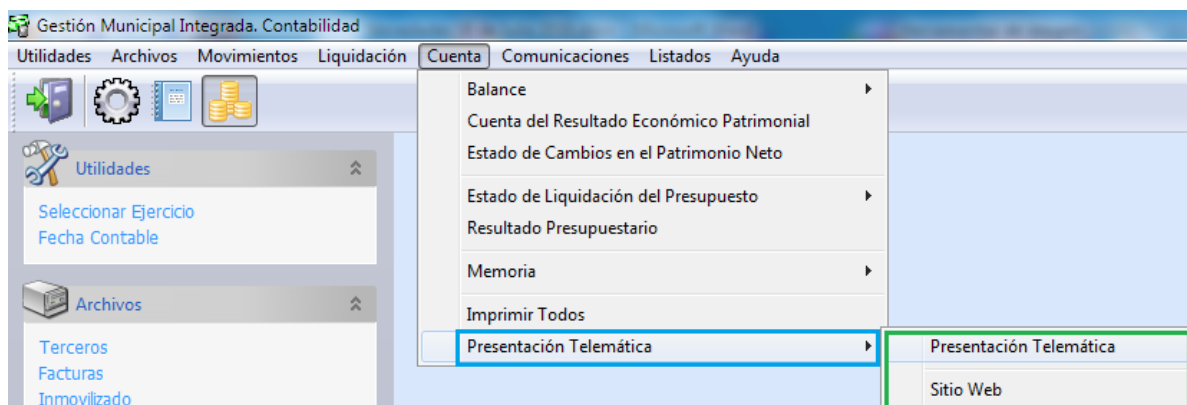 Gestión Municipal Integrada. Contabilidad
Utilidades Archivos Movimientos Liquidación Cuenta Comunicaciones Listados Ayuda
Balance
Cuenta del Resultado Económico Patrimonial
Estado de Cambios en el Patrimonio Neto
Estado de Liquidación del Presupuesto
Resultado Presupuestario
Memoria
Imprimir Todos
Presentación Telemática
Presentación Telemática
Sitio Web
Utilidades
Seleccionar Ejercicio
Fecha Contable
Archivos
Terceros
Facturas
Inmovilizado